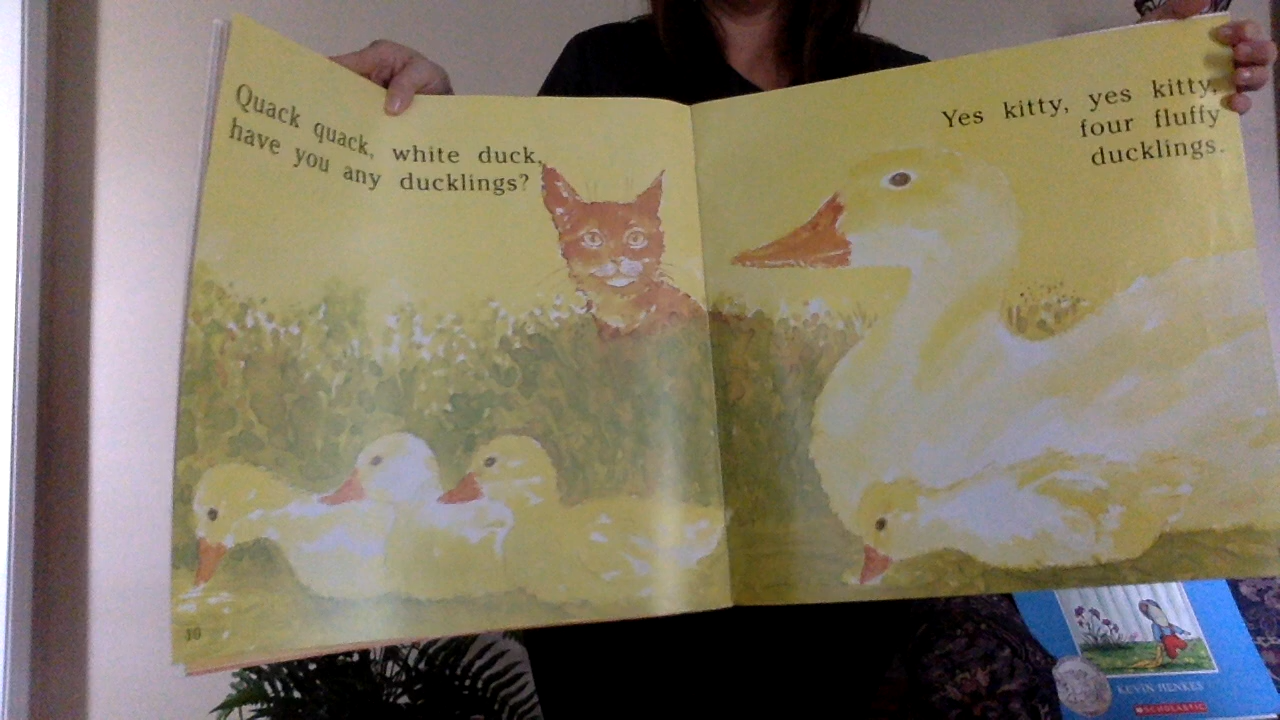 Quack quack, white duck,
have you any ducklings?
Yes kitty, yes kitty,
four fluffy
ducklings.
10
KEVIN HENKES
SCHOLASTIC